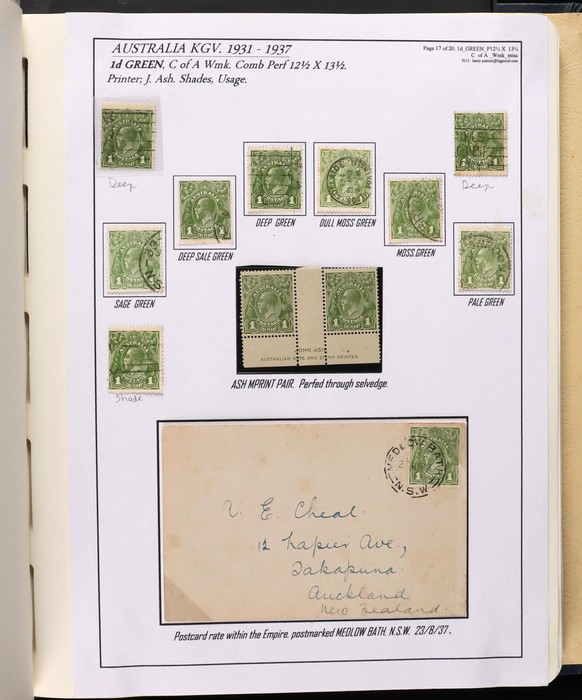 AUSTRALIA KGV. 1931 - 1937
1d GREEN. C of A Wmk. Comb Perf 12½ X 13½.
Printer; J. Ash. Shades, Usage.
Page 17 of 20. 1d_GREEN_P12½ X 13½
C of A_Wmk_misc
Deep
Deep
DEEP GREEN
DULL MOSS GREEN
DEEP SALE GREEN
MOSS.GREEN
SAGE GREEN
PALE GREEN
JOHN ASH
AUSTRALIAN NOTE AND STAMP PRINTER.
ASH MPRINT PAIR. Perfed through selvedge.
Shade
MEDLOW BATH
N.S.W
V. E. Cheal.
12 Napier Ave.,
Takapuna.
Auckland
New Zealand.
Postcard rate within the Empire. postmarked MEDLOW BATH. N.S.W. 23/8/37.